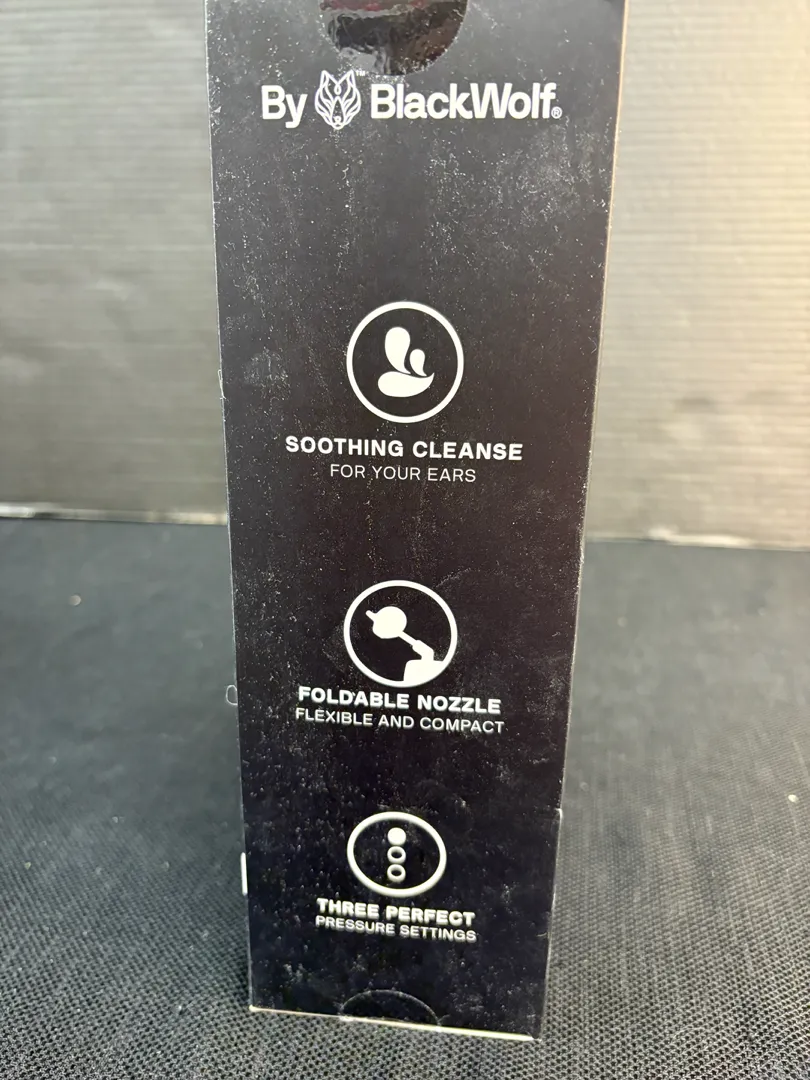 By BlackWolf®
SOOTHING CLEANSE
FOR YOUR EARS
FOLDABLE NOZZLE
FLEXIBLE AND COMPACT
THREE PERFECT
PRESSURE SETTINGS